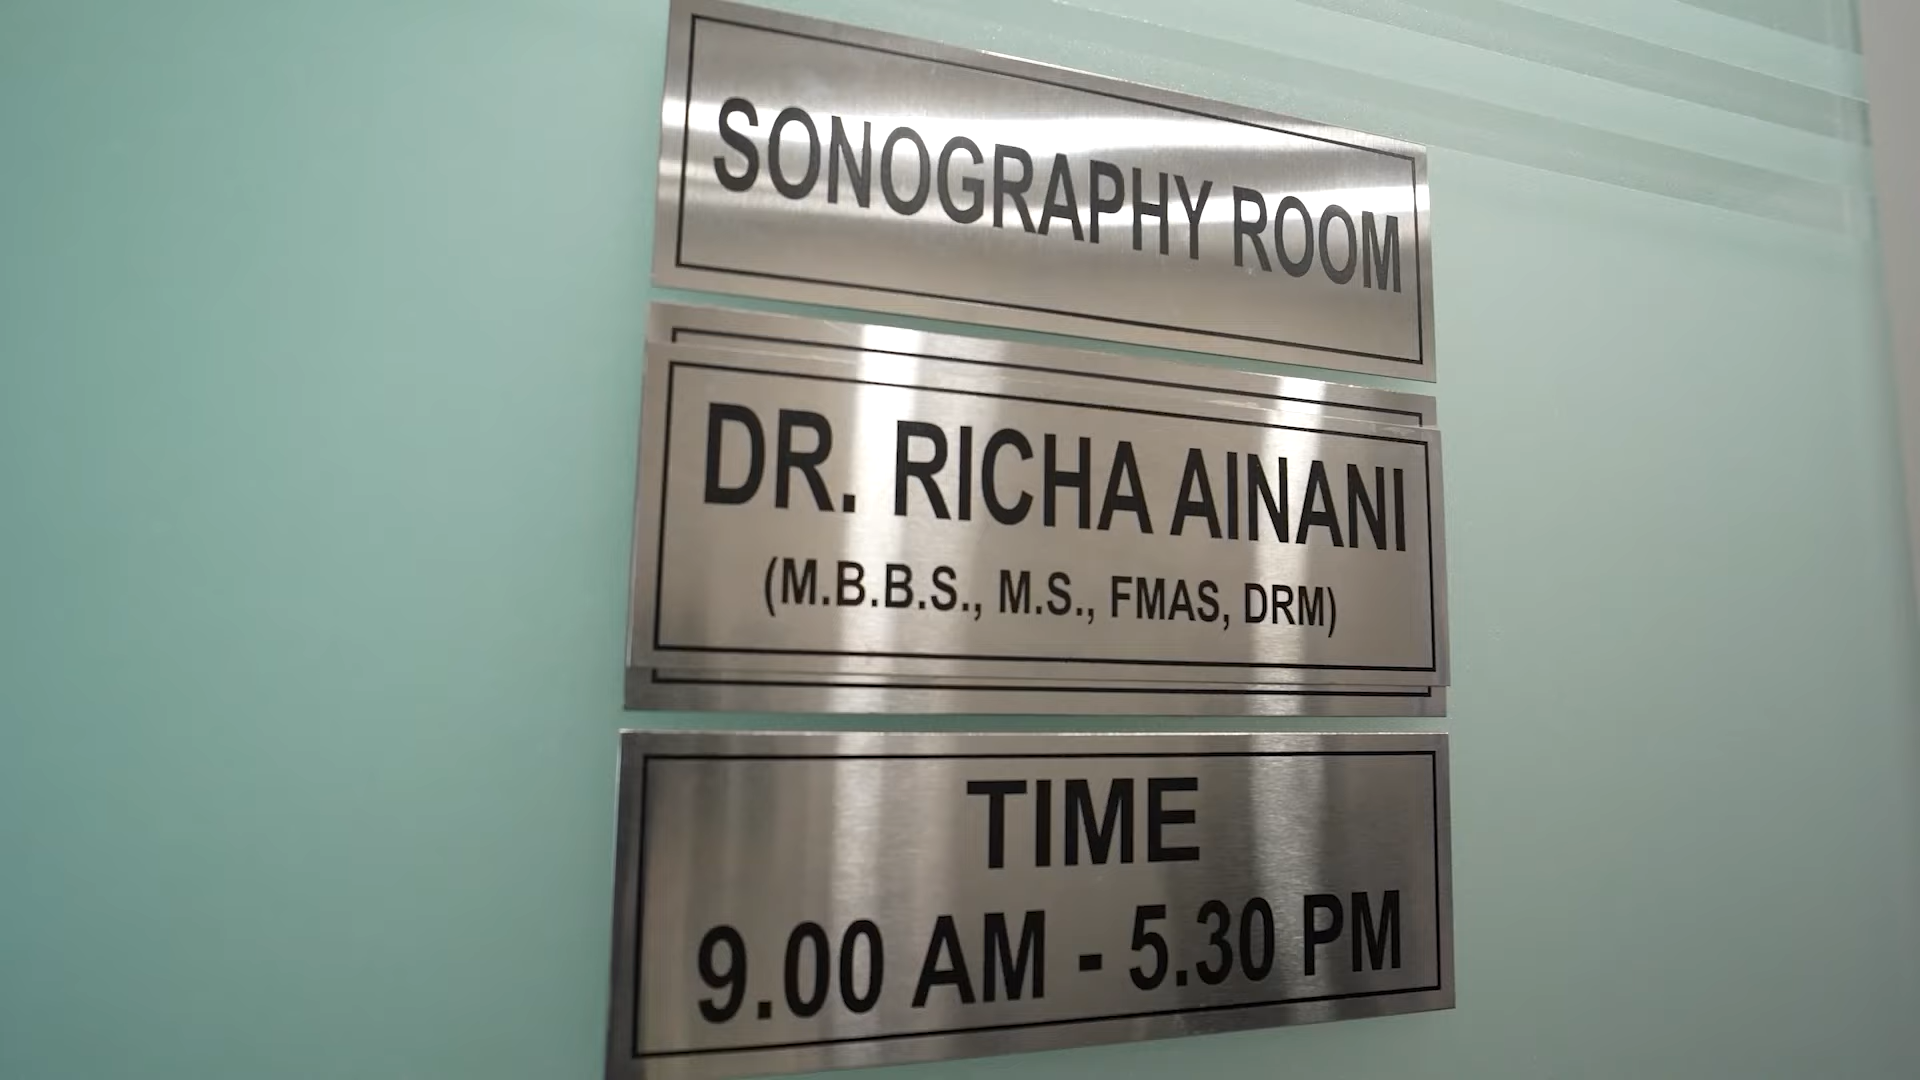 SONOGRAPHY ROOM
DR. RICHA AINANI
(M.B.B.S., M.S., FMAS, DRM)
TIME
9.00 AM - 5.30 PM